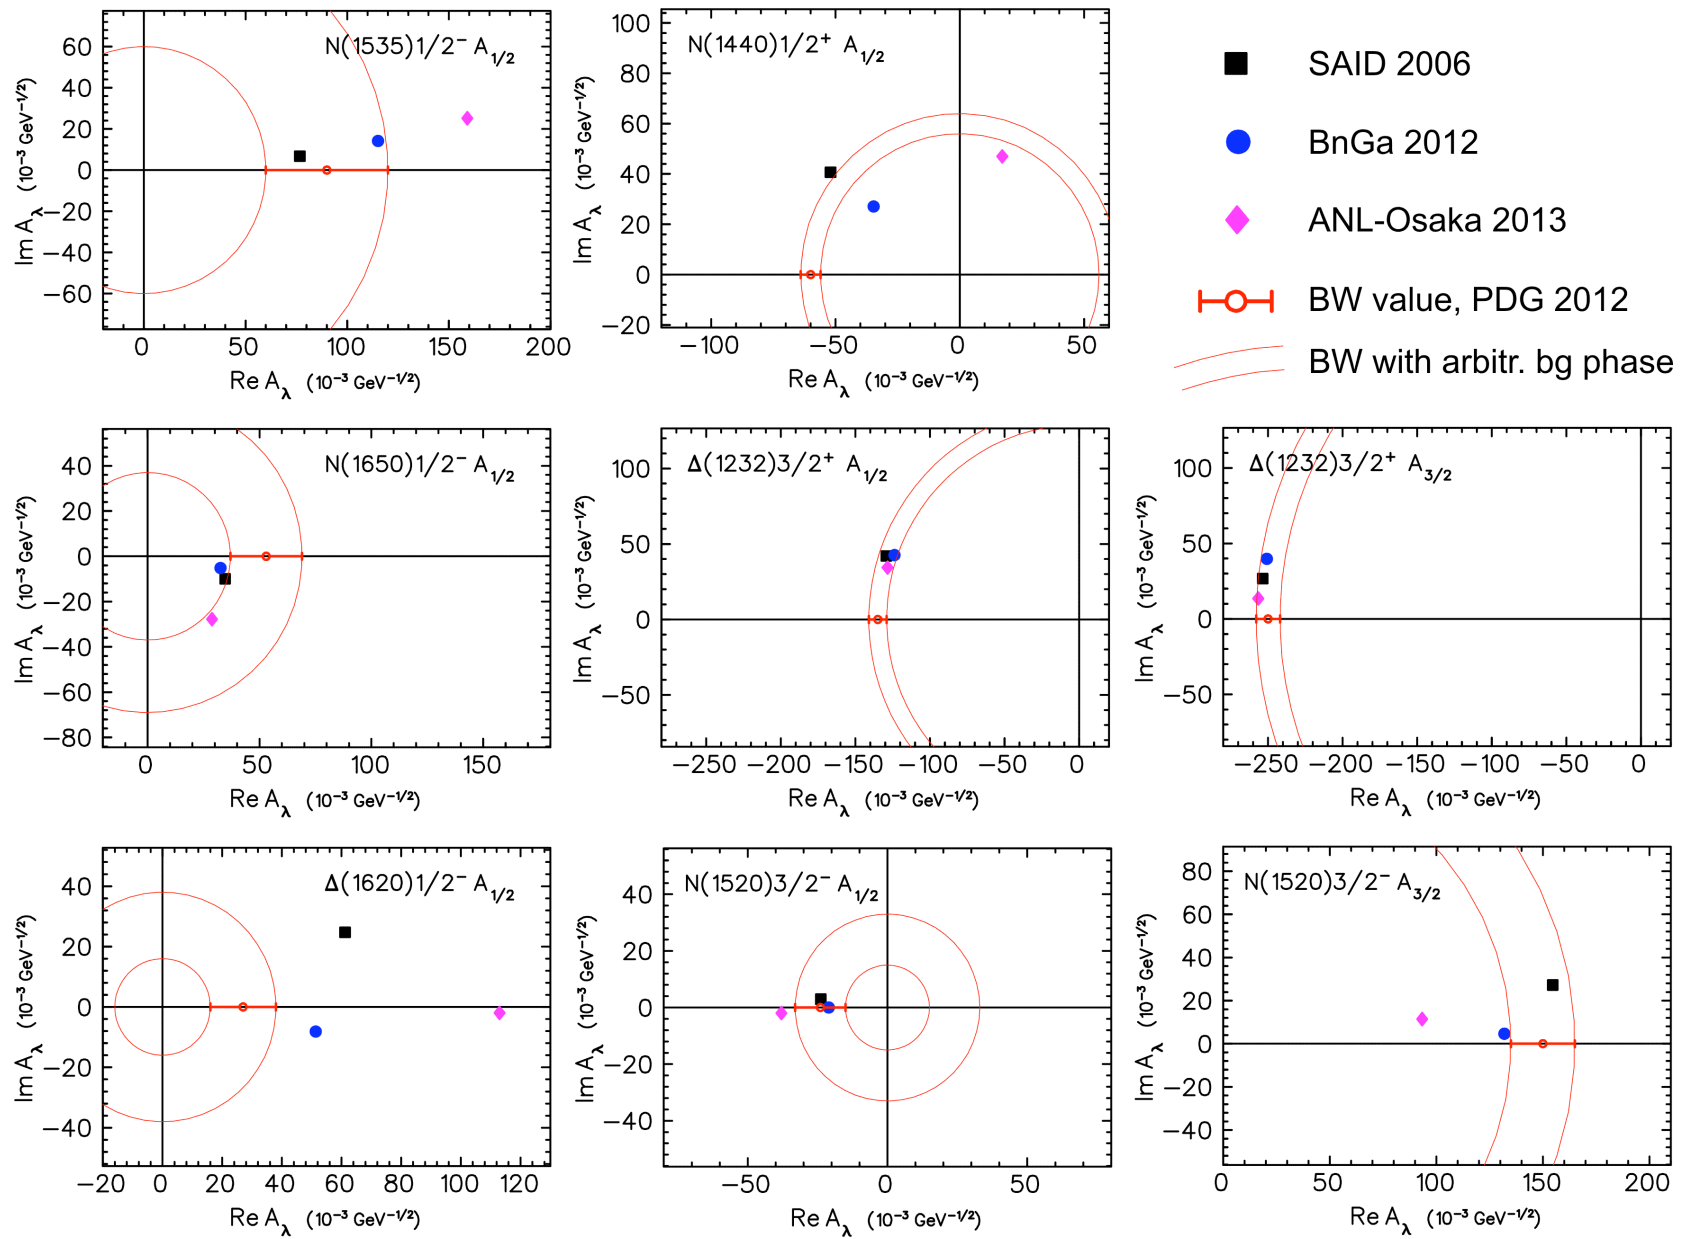 N(1535)1/2⁻ A1/2
60
40
20
0
−20
−40
−60
0 50 100 150 200
Im Aλ (10⁻³ GeV⁻¹/²)
Re Aλ (10⁻³ GeV⁻¹/²)
N(1440)1/2⁺ A1/2
100
80
60
40
20
0
−20
−100 −50 0 50
Im Aλ (10⁻³ GeV⁻¹/²)
Re Aλ (10⁻³ GeV⁻¹/²)
SAID 2006
BnGa 2012
ANL-Osaka 2013
BW value, PDG 2012
BW with arbitr. bg phase
N(1650)1/2⁻ A1/2
40
20
0
−20
−40
−60
−80
0 50 100 150
Im Aλ (10⁻³ GeV⁻¹/²)
Re Aλ (10⁻³ GeV⁻¹/²)
Δ(1232)3/2⁺ A1/2
100
50
0
−50
−250 −200 −150 −100 −50 0
Im Aλ (10⁻³ GeV⁻¹/²)
Re Aλ (10⁻³ GeV⁻¹/²)
Δ(1232)3/2⁺ A3/2
100
50
0
−50
−250 −200 −150 −100 −50 0
Im Aλ (10⁻³ GeV⁻¹/²)
Re Aλ (10⁻³ GeV⁻¹/²)
Δ(1620)1/2⁻ A1/2
40
20
0
−20
−40
−20 0 20 40 60 80 100 120
Im Aλ (10⁻³ GeV⁻¹/²)
Re Aλ (10⁻³ GeV⁻¹/²)
N(1520)3/2⁻ A1/2
40
20
0
−20
−40
−50 0 50
Im Aλ (10⁻³ GeV⁻¹/²)
Re Aλ (10⁻³ GeV⁻¹/²)
N(1520)3/2⁻ A3/2
80
60
40
20
0
−20
−40
0 50 100 150 200
Im Aλ (10⁻³ GeV⁻¹/²)
Re Aλ (10⁻³ GeV⁻¹/²)